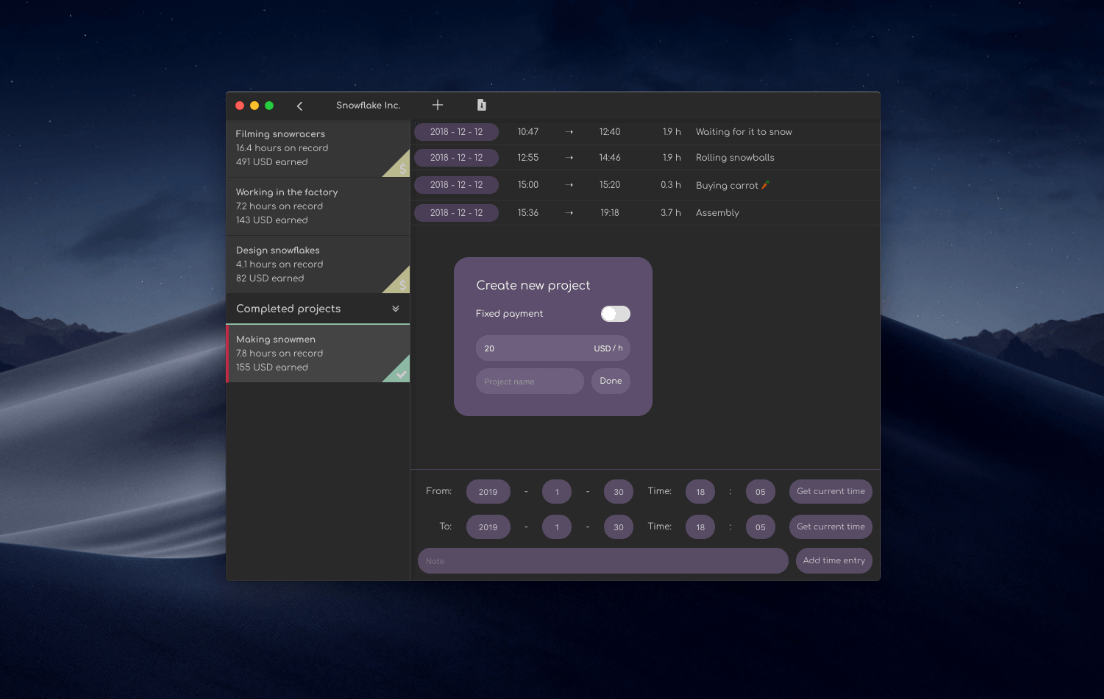 Snowflake Inc.
Filming snowracers
16.4 hours on record
491 USD earned
$
Working in the factory
7.2 hours on record
143 USD earned
Design snowflakes
4.1 hours on record
82 USD earned
$
Completed projects
Making snowmen
7.8 hours on record
155 USD earned
2018 - 12 - 12 10:47 → 12:40 1.9 h Waiting for it to snow
2018 - 12 - 12 12:55 → 14:46 1.9 h Rolling snowballs
2018 - 12 - 12 15:00 → 15:20 0.3 h Buying carrot 🥕
2018 - 12 - 12 15:36 → 19:18 3.7 h Assembly
Create new project
Fixed payment
20 USD / h
Project name Done
From: 2019 - 1 - 30 Time: 18 : 05 Get current time
To: 2019 - 1 - 30 Time: 18 : 05 Get current time
Note Add time entry